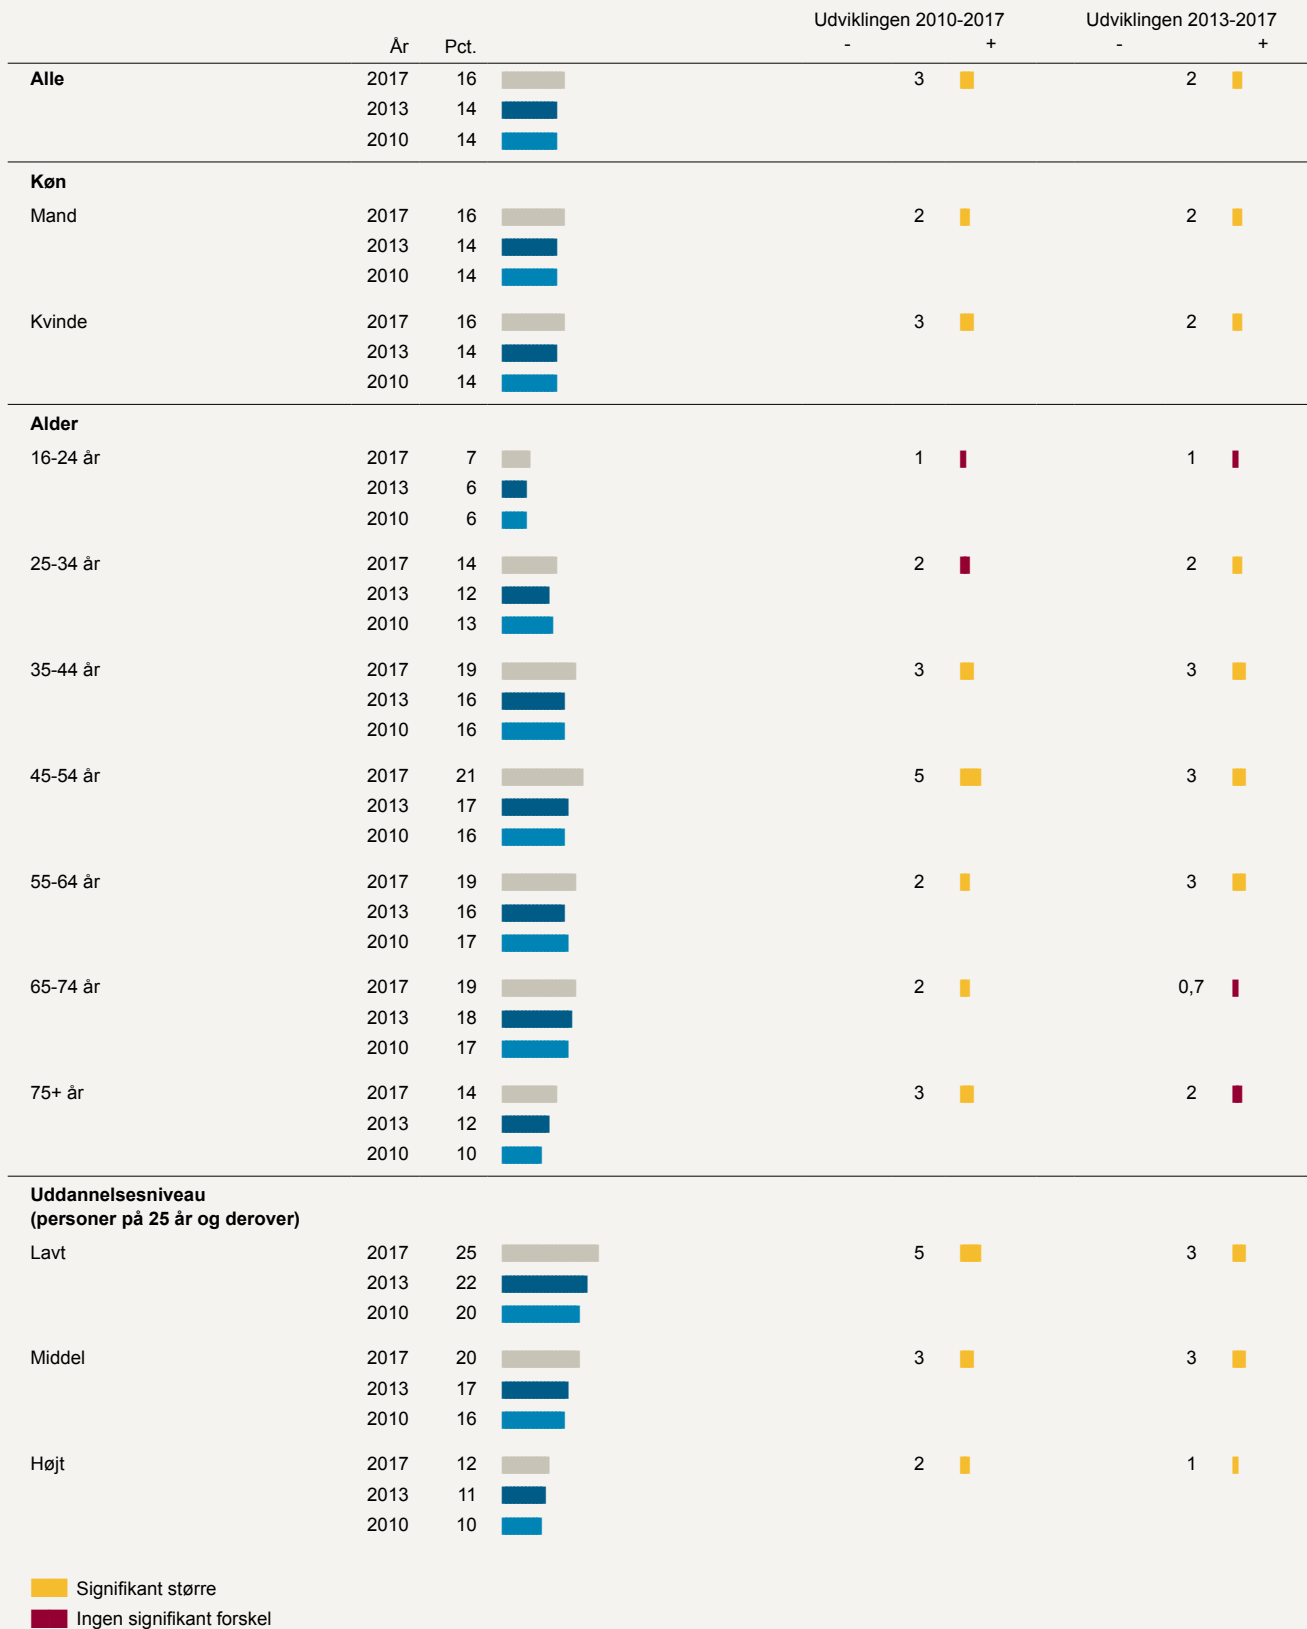 Udviklingen 2010-2017 Udviklingen 2013-2017
År Pct. - + - +
Alle 2017 16 3 2
2013 14
2010 14
Køn
Mand 2017 16 2 2
2013 14
2010 14
Kvinde 2017 16 3 2
2013 14
2010 14
Alder
16-24 år 2017 7 1 1
2013 6
2010 6
25-34 år 2017 14 2 2
2013 12
2010 13
35-44 år 2017 19 3 3
2013 16
2010 16
45-54 år 2017 21 5 3
2013 17
2010 16
55-64 år 2017 19 2 3
2013 16
2010 17
65-74 år 2017 19 2 0,7
2013 18
2010 17
75+ år 2017 14 3 2
2013 12
2010 10
Uddannelsesniveau
(personer på 25 år og derover)
Lavt 2017 25 5 3
2013 22
2010 20
Middel 2017 20 3 3
2013 17
2010 16
Højt 2017 12 2 1
2013 11
2010 10
Signifikant større
Ingen signifikant forskel